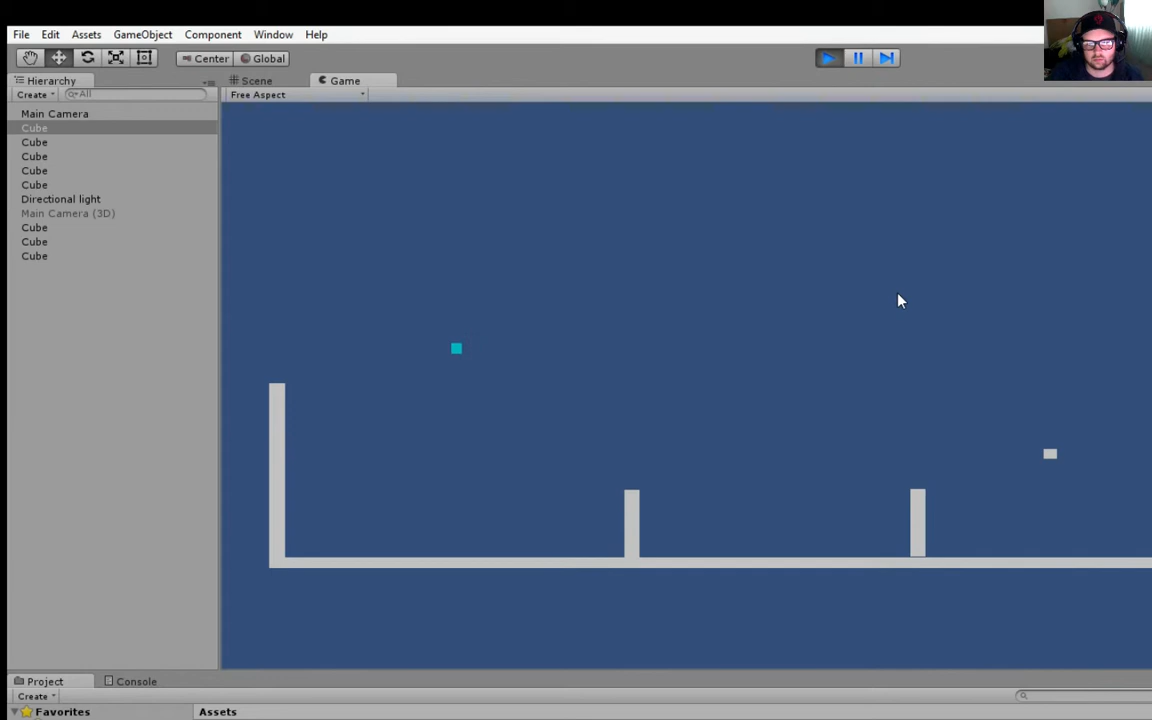 File Edit Assets GameObject Component Window Help
Center Global
Hierarchy
Scene
Game
Create
All
Free Aspect
Main Camera
Cube
Cube
Cube
Cube
Cube
Directional light
Main Camera (3D)
Cube
Cube
Cube
Project
Console
Create
Favorites
Assets